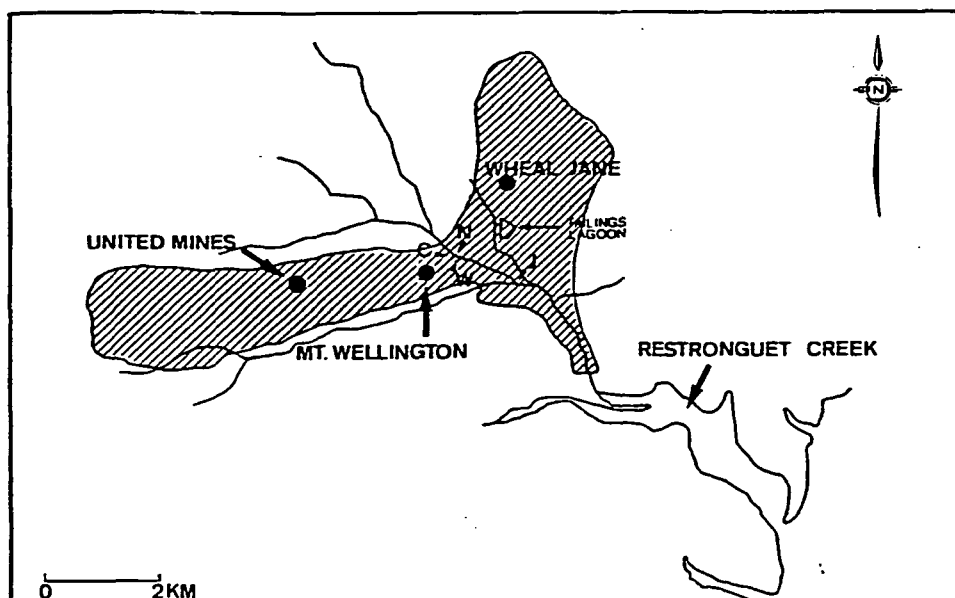 N
WHEAL JANE
N
TAILINGS
LAGOON
UNITED MINES
C
W
J
MT. WELLINGTON
RESTRONGUET CREEK
0 2KM